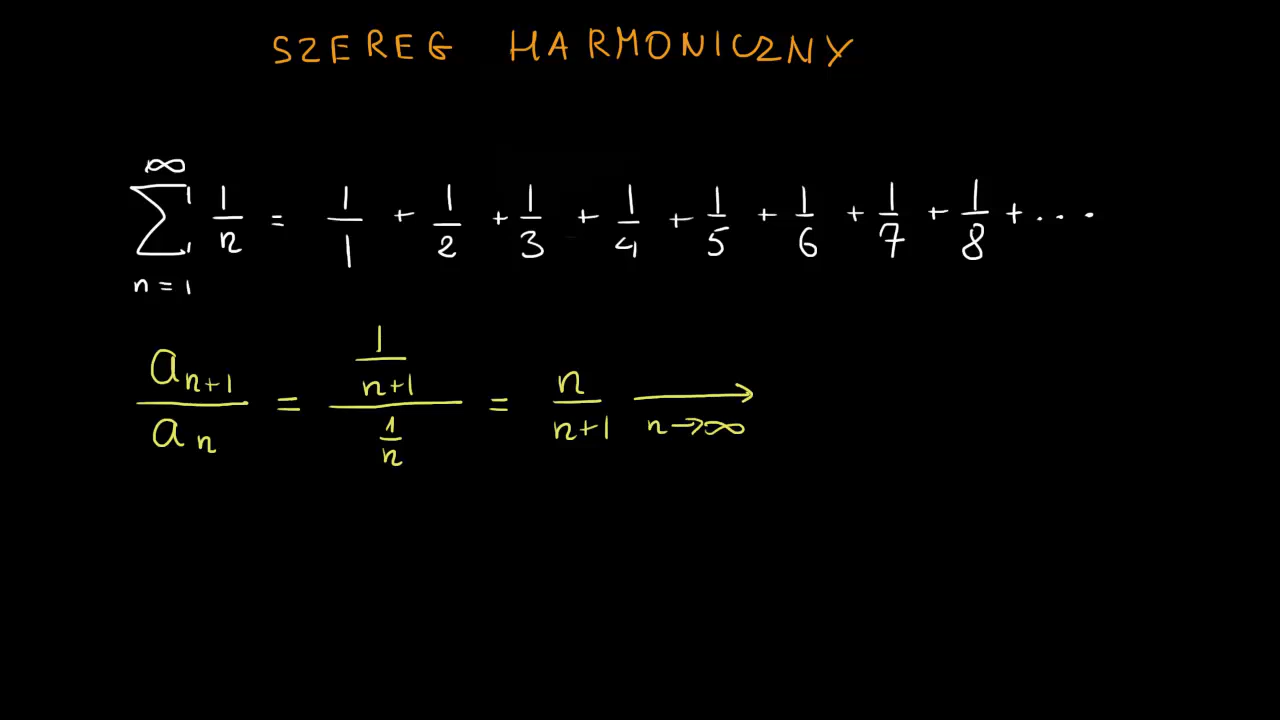 SZEREG HARMONICZNY
∑_{n=1}^{∞} 1/n = 1/1 + 1/2 + 1/3 + 1/4 + 1/5 + 1/6 + 1/7 + 1/8 + ...
a_{n+1}/a_n = (1/(n+1))/(1/n) = n/(n+1) ⟶_{n→∞}